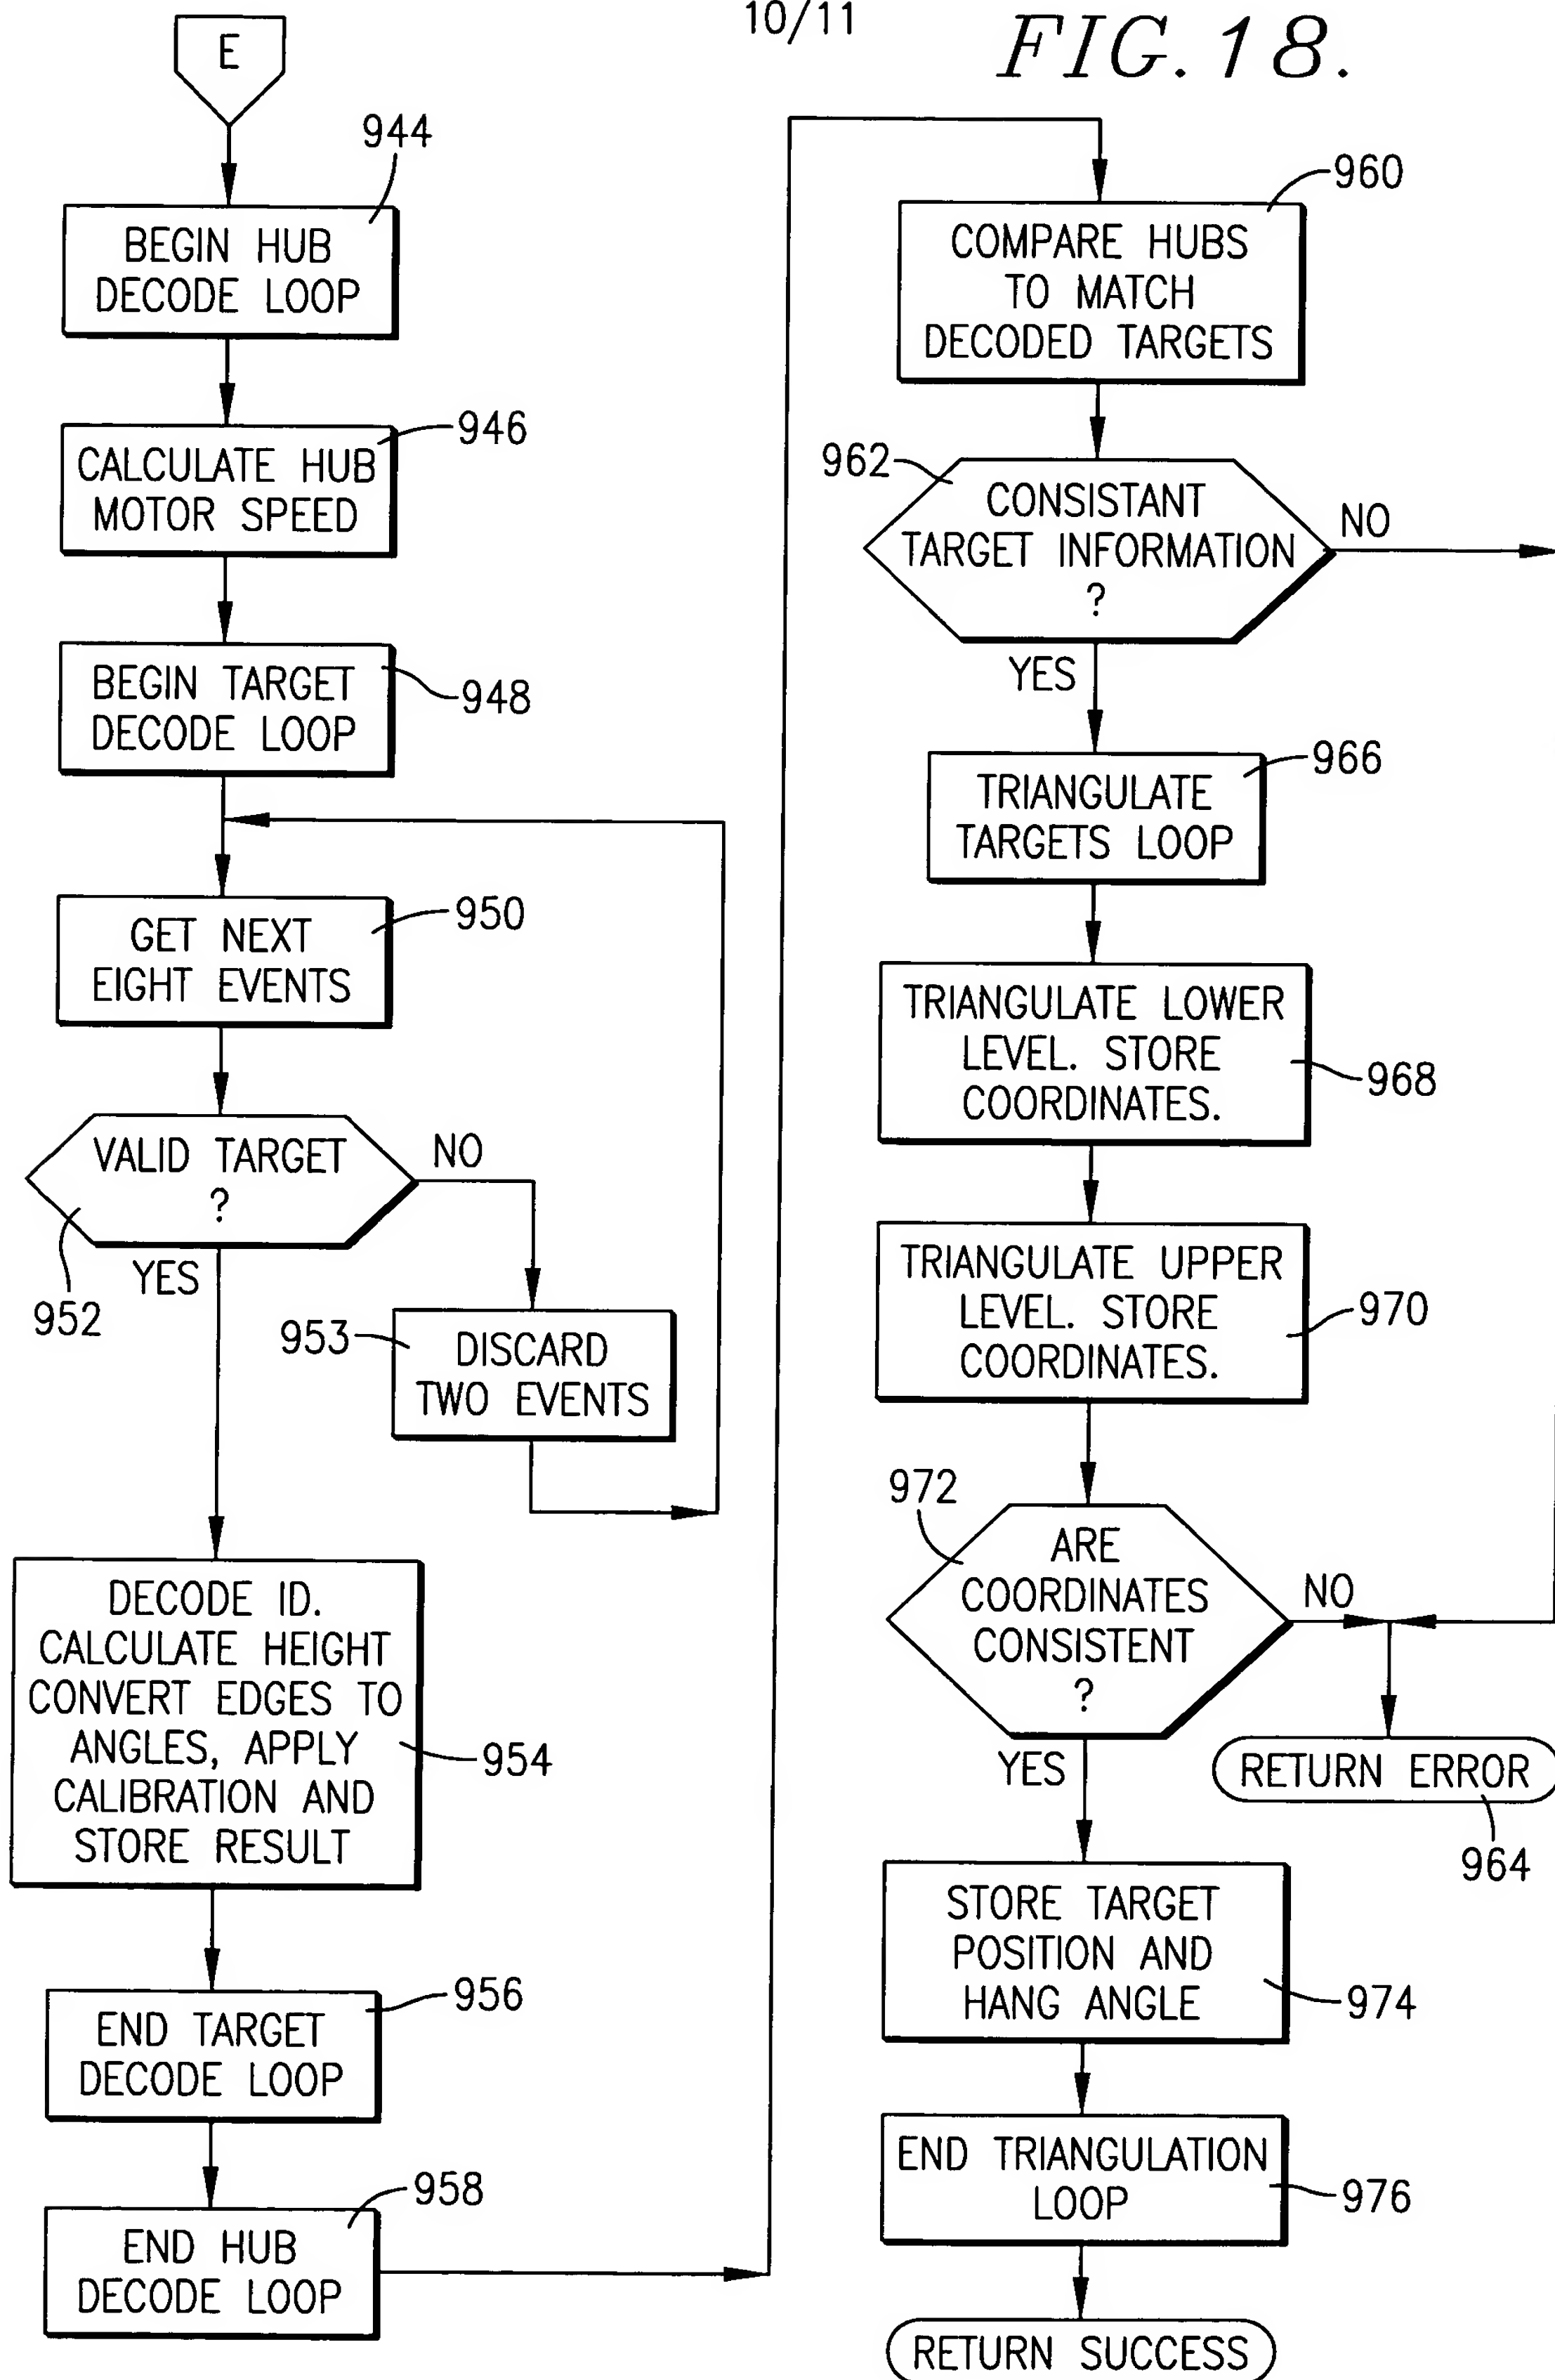 10/11
FIG. 18.
E
944
BEGIN HUB
DECODE LOOP
946
CALCULATE HUB
MOTOR SPEED
BEGIN TARGET
DECODE LOOP
948
950
GET NEXT
EIGHT EVENTS
VALID TARGET
?
NO
YES
952
953
DISCARD
TWO EVENTS
DECODE ID.
CALCULATE HEIGHT
CONVERT EDGES TO
ANGLES, APPLY
CALIBRATION AND
STORE RESULT
954
956
END TARGET
DECODE LOOP
958
END HUB
DECODE LOOP
960
COMPARE HUBS
TO MATCH
DECODED TARGETS
962
CONSISTANT
TARGET INFORMATION
?
NO
YES
966
TRIANGULATE
TARGETS LOOP
TRIANGULATE LOWER
LEVEL. STORE
COORDINATES.
968
TRIANGULATE UPPER
LEVEL. STORE
COORDINATES.
970
972
ARE
COORDINATES
CONSISTENT
?
NO
YES
RETURN ERROR
964
STORE TARGET
POSITION AND
HANG ANGLE
974
END TRIANGULATION
LOOP
976
RETURN SUCCESS